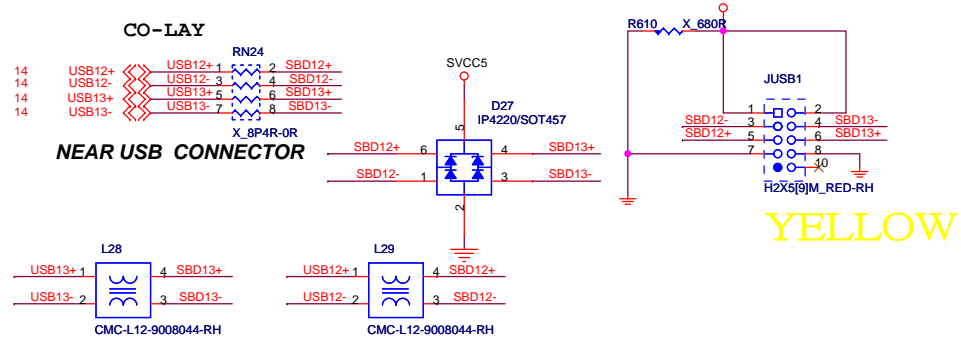 CO-LAY
RN24
14 USB12+ USB12+ 1 2 SBD12+
14 USB12- USB12- 3 4 SBD12-
14 USB13+ USB13+ 5 6 SBD13+
14 USB13- USB13- 7 8 SBD13-
X_8P4R-0R
NEAR USB CONNECTOR
SVCC5
D27
IP4220/SOT457
5
SBD12+ 6 4 SBD13+
SBD12- 1 3 SBD13-
2
R610 X_680R
JUSB1
1 2
SBD12- 3 4 SBD13-
SBD12+ 5 6 SBD13+
7 8
10
H2X5[9]M_RED-RH
YELLOW
L28
USB13+ 1 4 SBD13+
USB13- 2 3 SBD13-
CMC-L12-9008044-RH
L29
USB12+ 1 4 SBD12+
USB12- 2 3 SBD12-
CMC-L12-9008044-RH